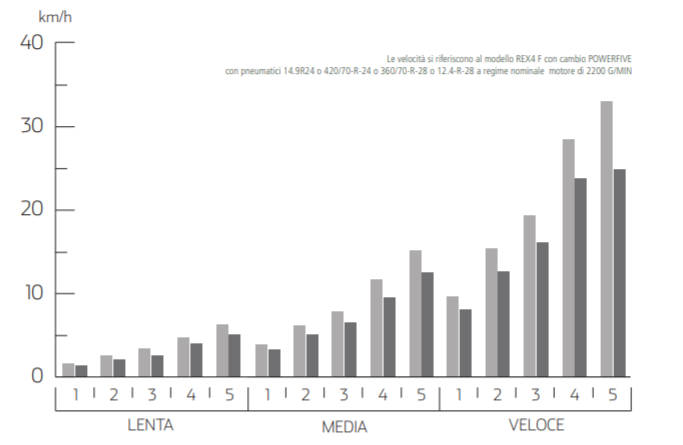 km/h
40
Le velocità si riferiscono al modello REX4 F con cambio POWERFIVE
con pneumatici 14.9R24 o 420/70-R-24 o 360/70-R-28 o 12.4-R-28 a regime nominale motore di 2200 G/MIN
30
20
10
0
1 2 3 4 5 1 2 3 4 5 1 2 3 4 5
LENTA MEDIA VELOCE